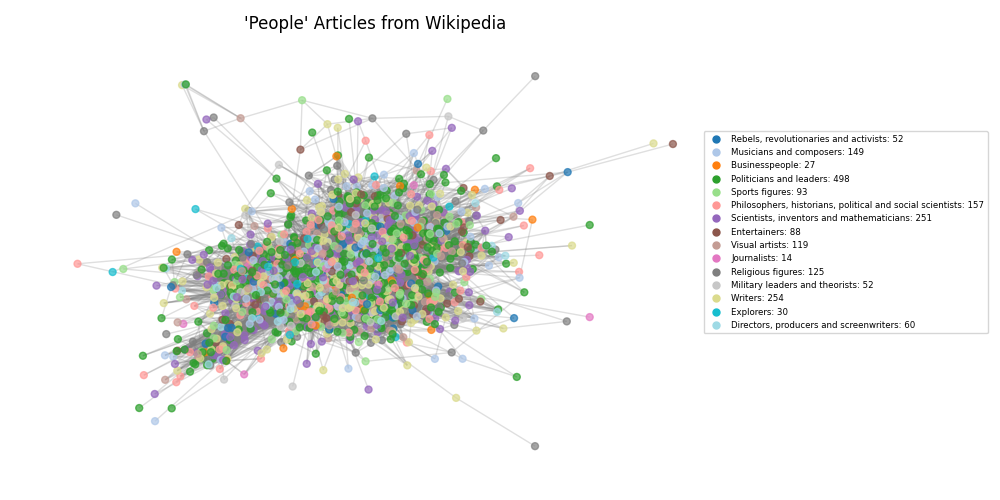 'People' Articles from Wikipedia
Rebels, revolutionaries and activists: 52
Musicians and composers: 149
Businesspeople: 27
Politicians and leaders: 498
Sports figures: 93
Philosophers, historians, political and social scientists: 157
Scientists, inventors and mathematicians: 251
Entertainers: 88
Visual artists: 119
Journalists: 14
Religious figures: 125
Military leaders and theorists: 52
Writers: 254
Explorers: 30
Directors, producers and screenwriters: 60